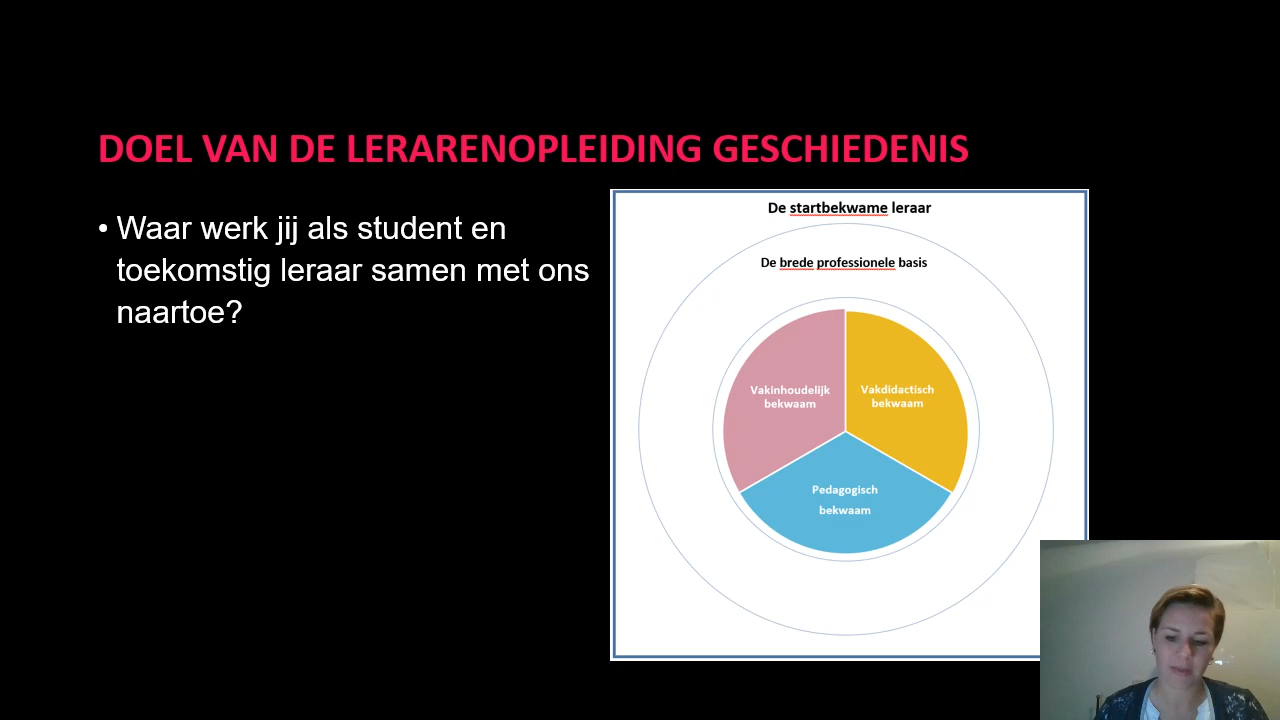 DOEL VAN DE LERARENOPLEIDING GESCHIEDENIS
• Waar werk jij als student en
toekomstig leraar samen met ons
naartoe?
De startbekwame leraar
De brede professionele basis
Vakinhoudelijk
bekwaam
Vakdidactisch
bekwaam
Pedagogisch
bekwaam